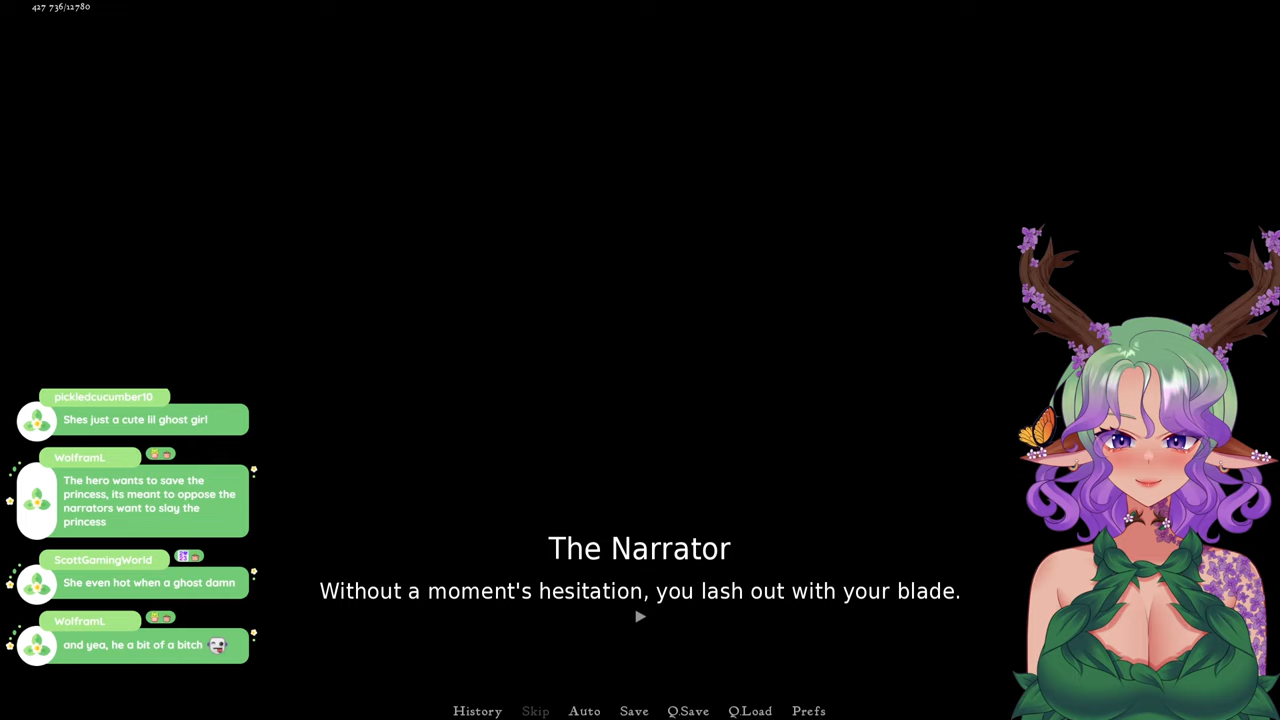 427 736/12780
pickledcucumber10
Shes just a cute lil ghost girl
WolframL
The hero wants to save the
princess, its meant to oppose the
narrators want to slay the
princess
ScottGamingWorld
She even hot when a ghost damn
WolframL
and yea, he a bit of a bitch
The Narrator
Without a moment's hesitation, you lash out with your blade.
History Skip Auto Save Q.Save Q.Load Prefs